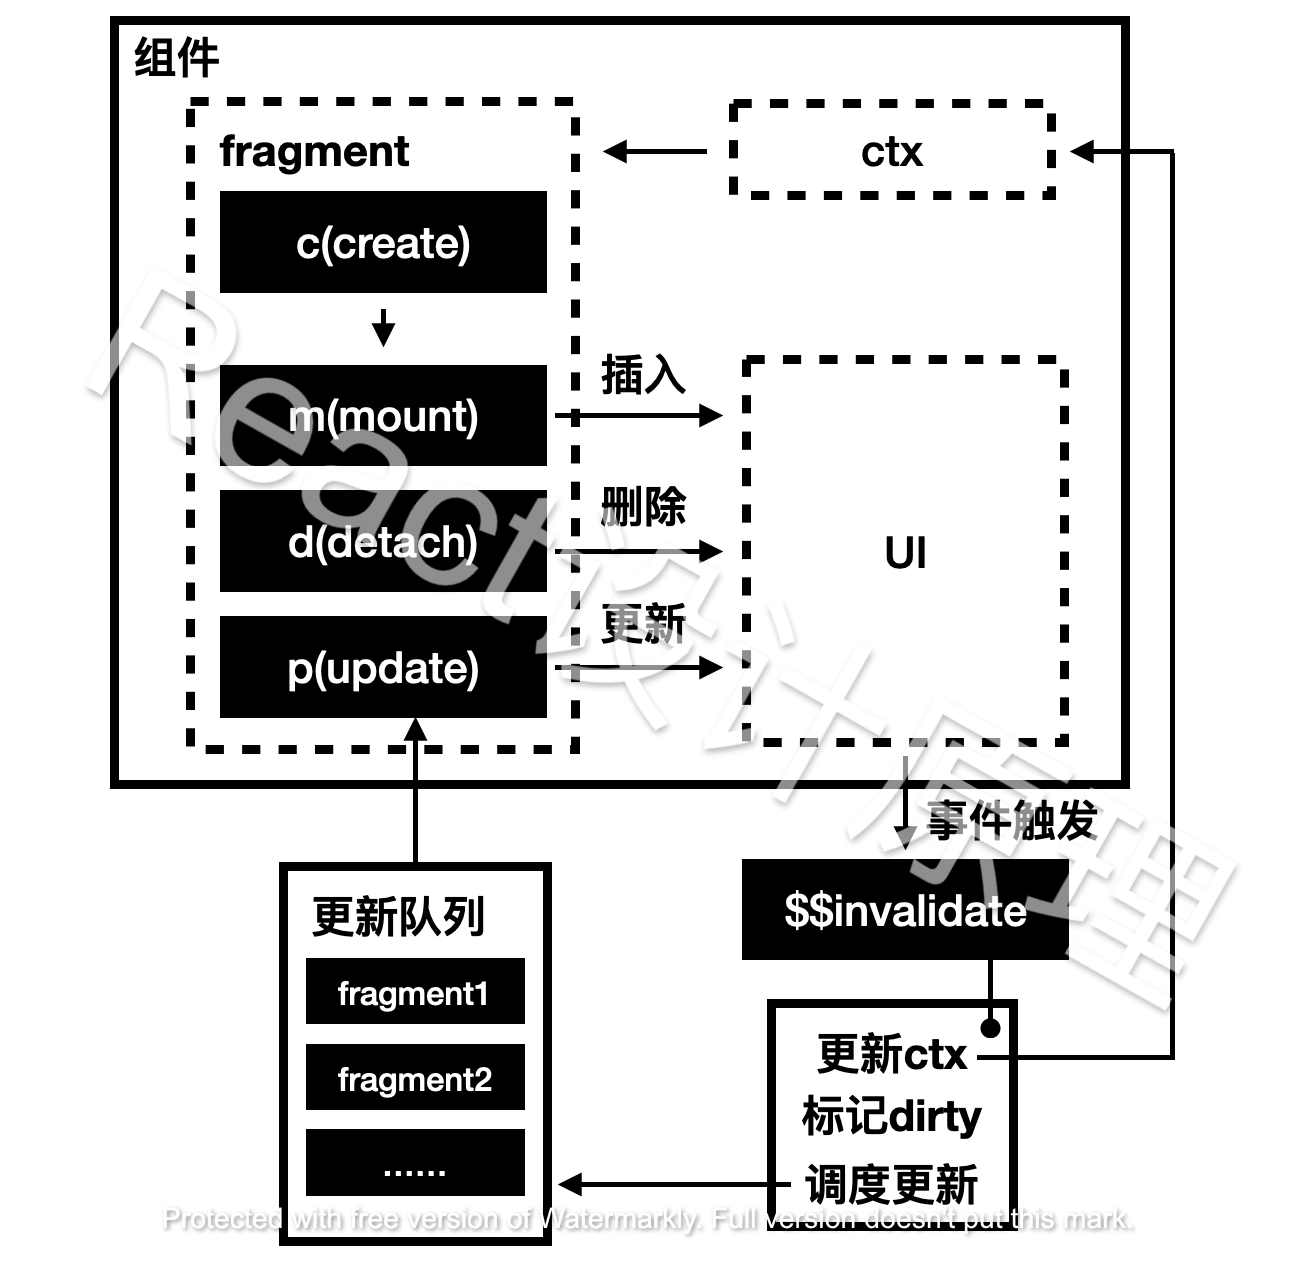 组件
fragment
ctx
c(create)
m(mount)
插入
d(detach)
删除
UI
p(update)
更新
事件触发
$$invalidate
更新队列
fragment1
fragment2
......
更新ctx
标记dirty
调度更新
React设计原理
Protected with free version of Watermarkly. Full version doesn't put this mark.